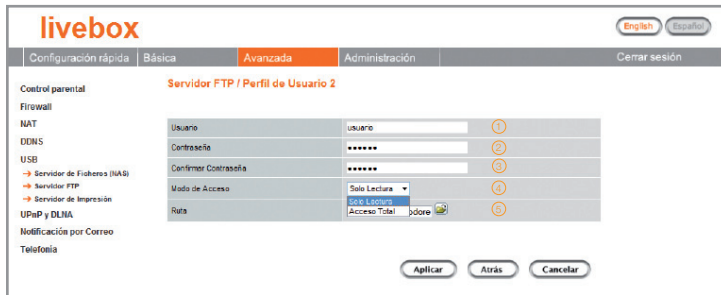 livebox
English Español
Configuración rápida Básica Avanzada Administración Cerrar sesión
Control parental
Firewall
NAT
DDNS
USB
Servidor de Ficheros (NAS)
Servidor FTP
Servidor de Impresión
UPnP y DLNA
Notificación por Correo
Telefonía
Servidor FTP / Perfil de Usuario 2
Usuario usuario 1
Contraseña •••••• 2
Confirmar Contraseña •••••• 3
Modo de Acceso Solo Lectura 4
Solo Lectura
Acceso Total
Ruta 5
Aplicar Atrás Cancelar